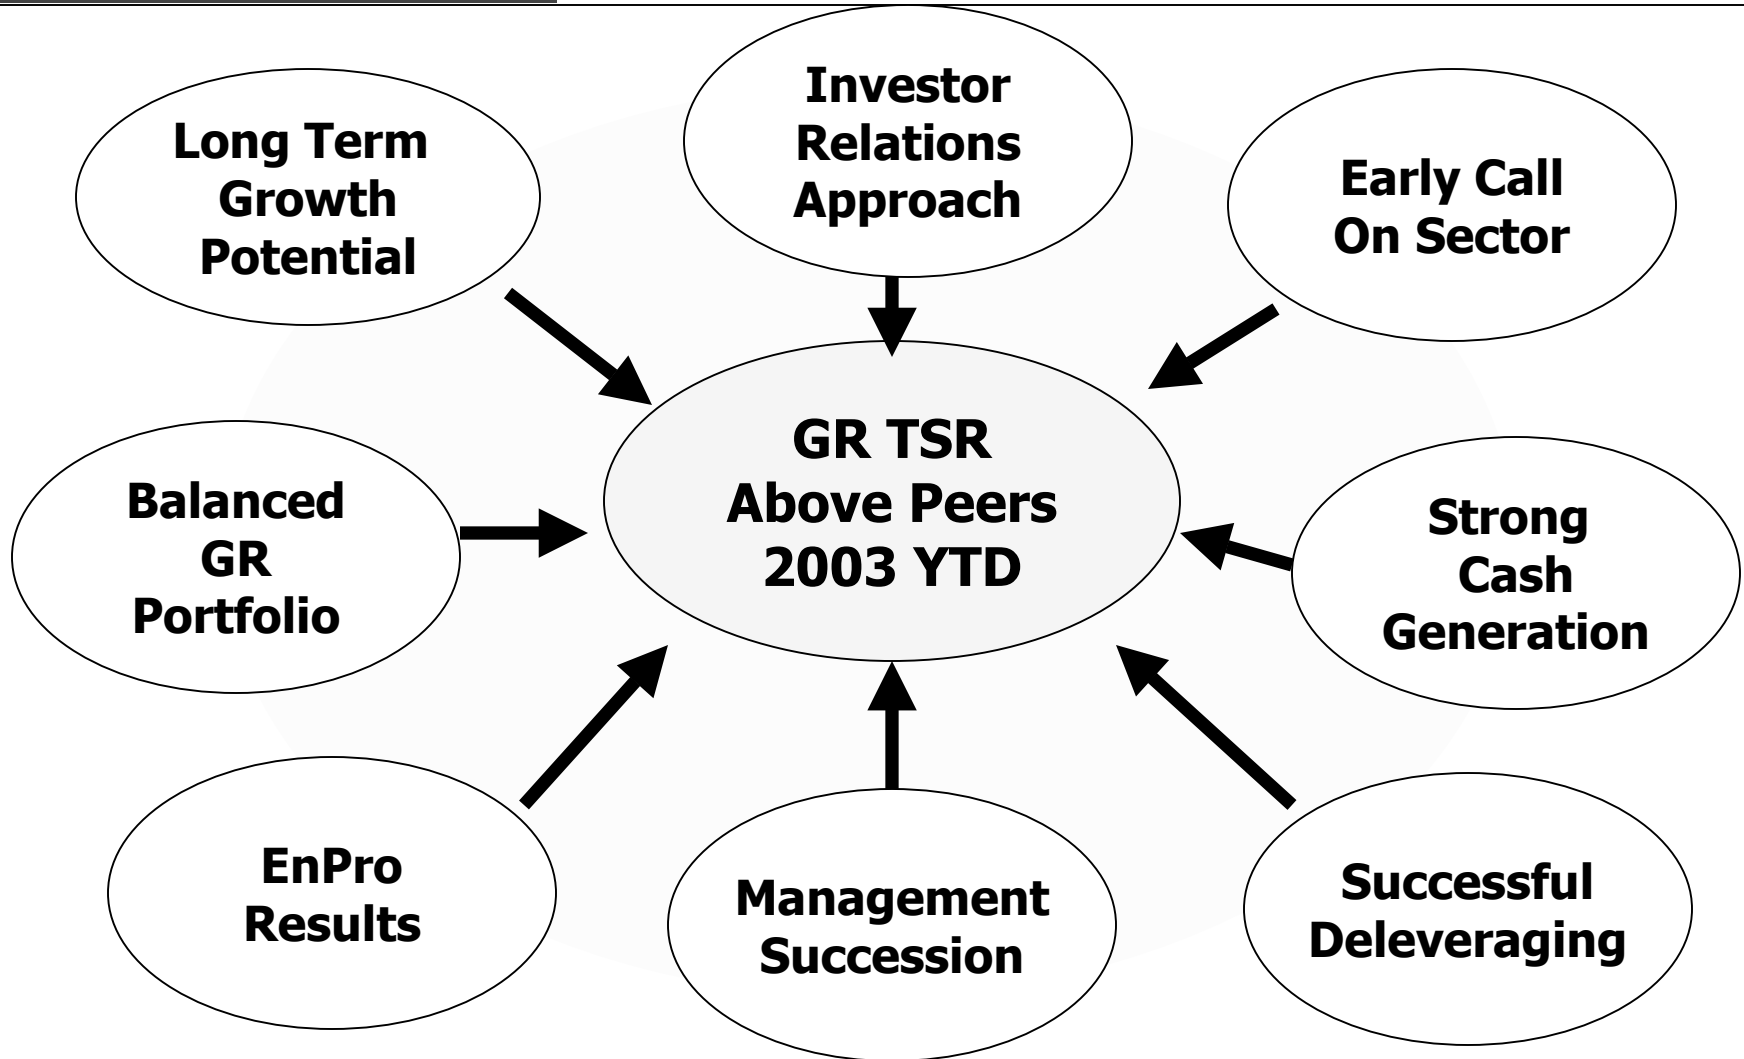 Investor
Relations
Approach
Long Term
Growth
Potential
Early Call
On Sector
GR TSR
Above Peers
2003 YTD
Balanced
GR
Portfolio
Strong
Cash
Generation
EnPro
Results
Management
Succession
Successful
Deleveraging